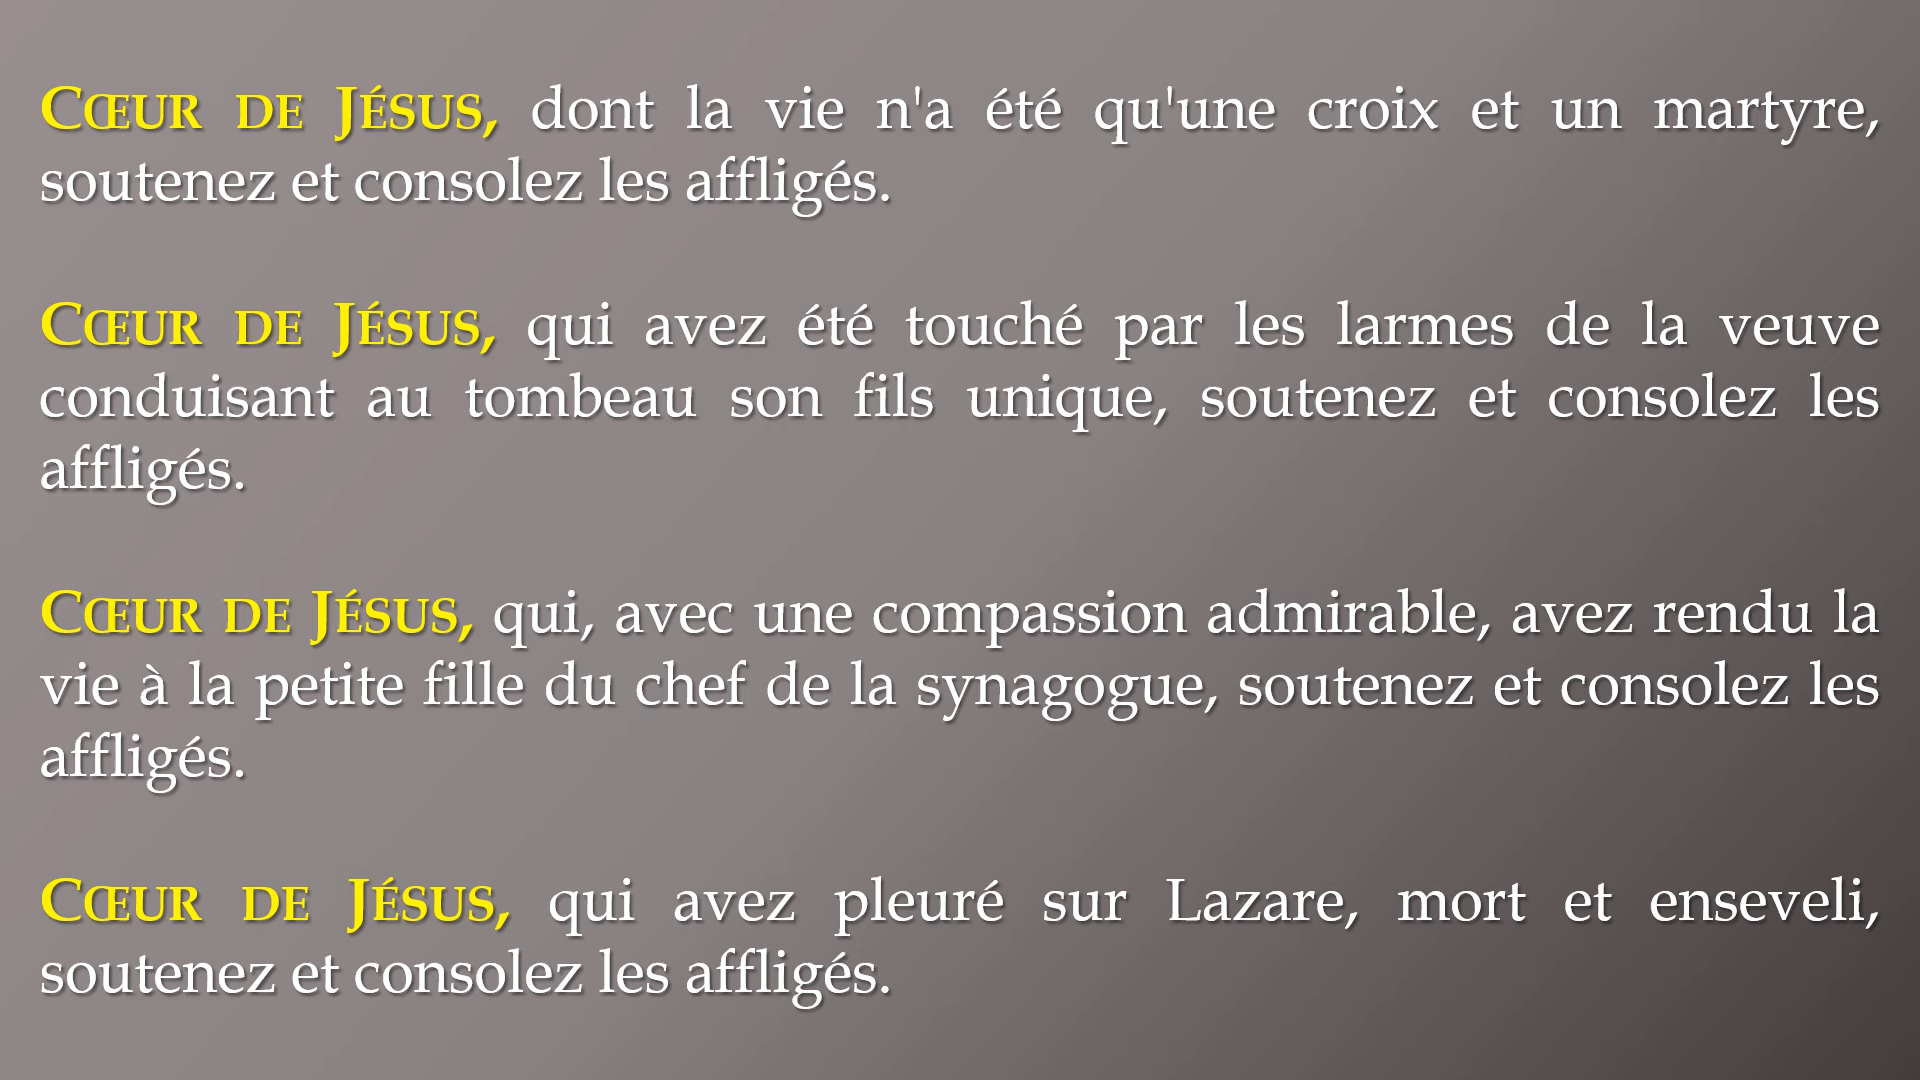 CŒUR DE JÉSUS, dont la vie n'a été qu'une croix et un martyre,
soutenez et consolez les affligés.
CŒUR DE JÉSUS, qui avez été touché par les larmes de la veuve
conduisant au tombeau son fils unique, soutenez et consolez les
affligés.
CŒUR DE JÉSUS, qui, avec une compassion admirable, avez rendu la
vie à la petite fille du chef de la synagogue, soutenez et consolez les
affligés.
CŒUR DE JÉSUS, qui avez pleuré sur Lazare, mort et enseveli,
soutenez et consolez les affligés.